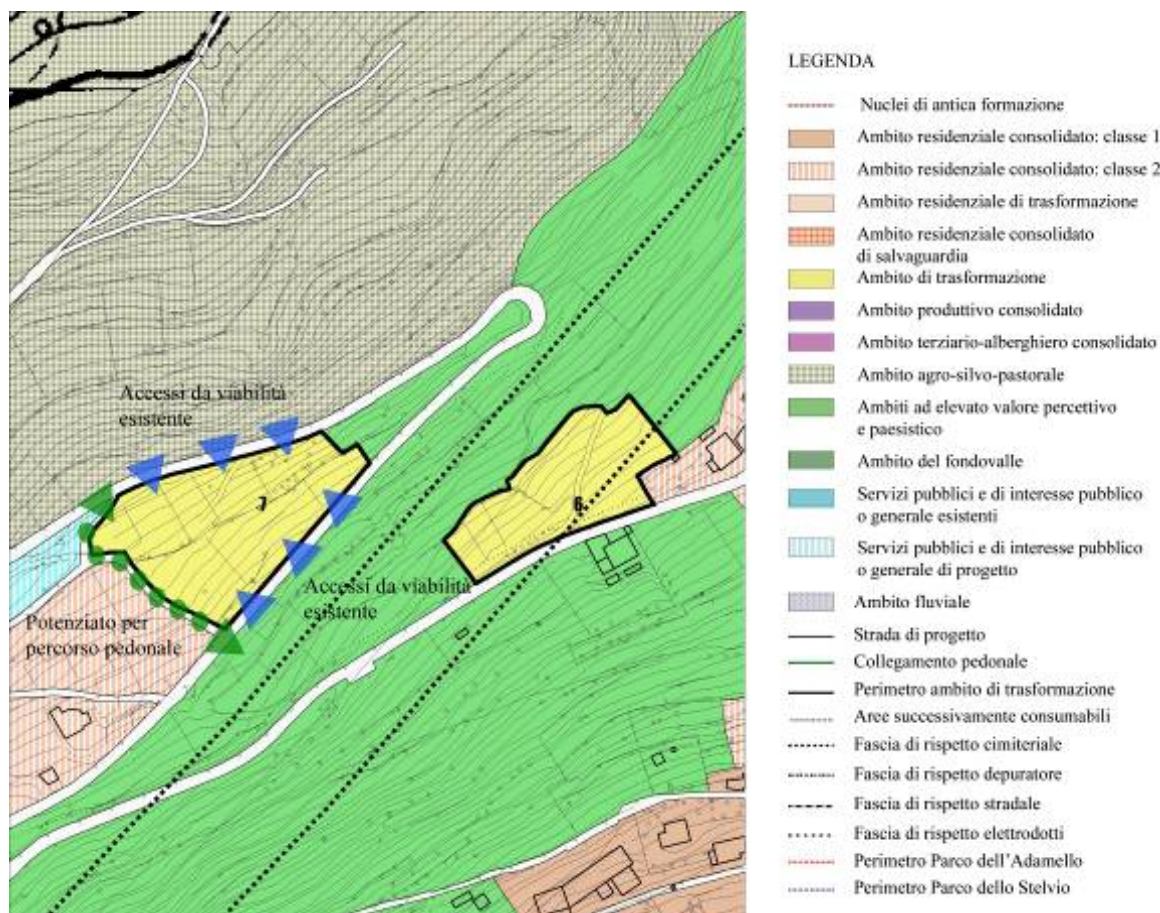 Accessi da viabilità
esistente
7
6
Accessi da viabilità
esistente
Potenziato per
percorso pedonale
LEGENDA
Nuclei di antica formazione
Ambito residenziale consolidato: classe 1
Ambito residenziale consolidato: classe 2
Ambito residenziale di trasformazione
Ambito residenziale consolidato
di salvaguardia
Ambito di trasformazione
Ambito produttivo consolidato
Ambito terziario-alberghiero consolidato
Ambito agro-silvo-pastorale
Ambiti ad elevato valore percettivo
e paesistico
Ambito del fondovalle
Servizi pubblici e di interesse pubblico
o generale esistenti
Servizi pubblici e di interesse pubblico
o generale di progetto
Ambito fluviale
Strada di progetto
Collegamento pedonale
Perimetro ambito di trasformazione
Aree successivamente consumabili
Fascia di rispetto cimiteriale
Fascia di rispetto depuratore
Fascia di rispetto stradale
Fascia di rispetto elettrodotti
Perimetro Parco dell'Adamello
Perimetro Parco dello Stelvio